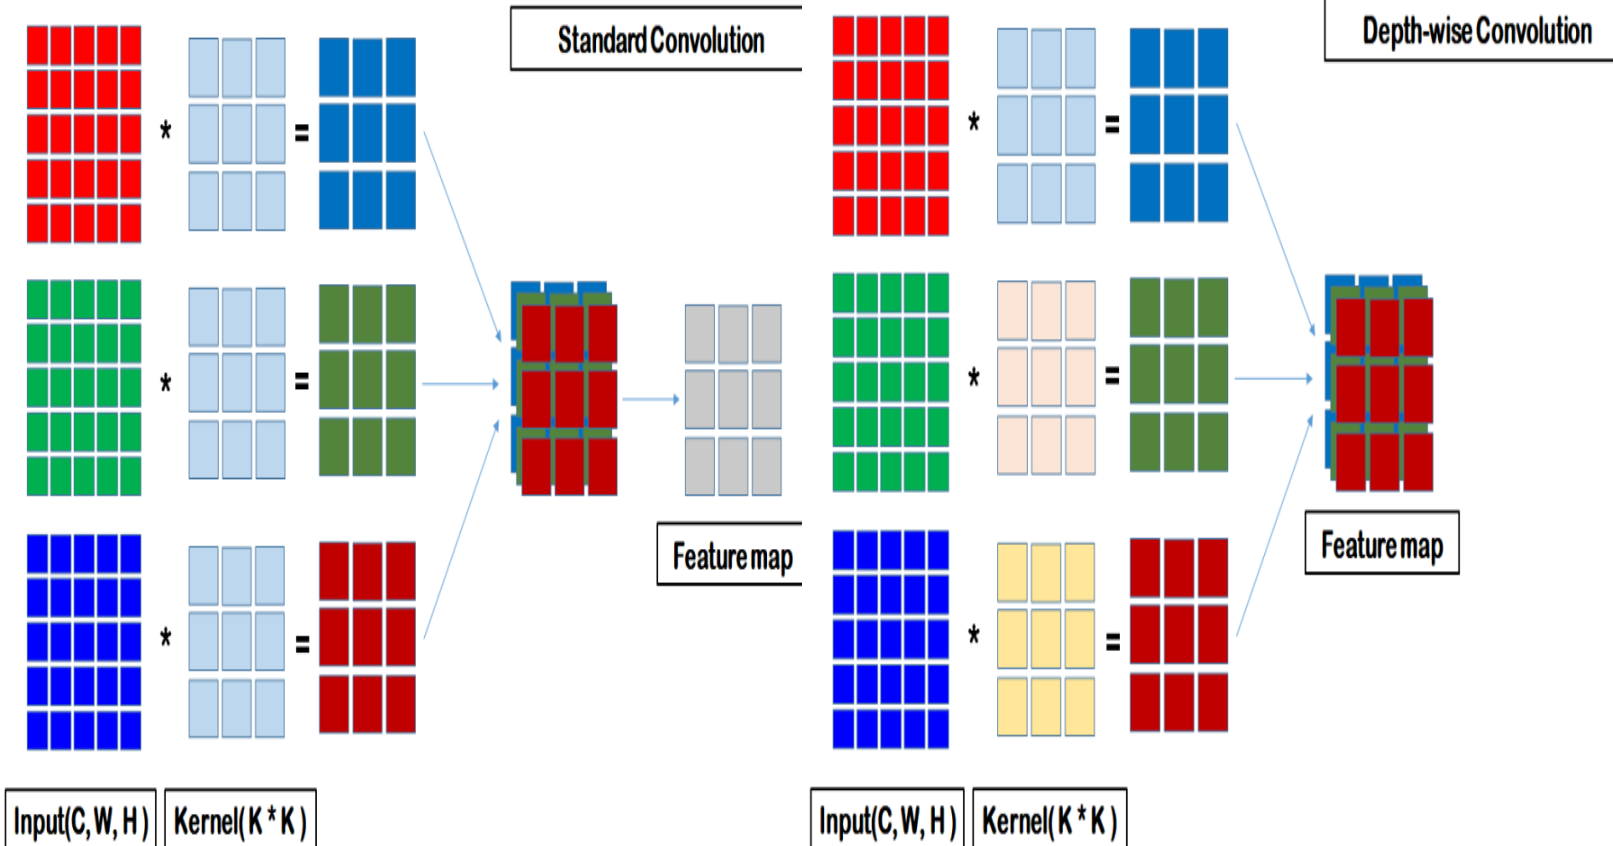 Standard Convolution
* =
* =
Feature map
* =
Input(C, W, H )
Kernel( K * K )
Depth-wise Convolution
* =
* =
Feature map
* =
Input(C, W, H )
Kernel( K * K )